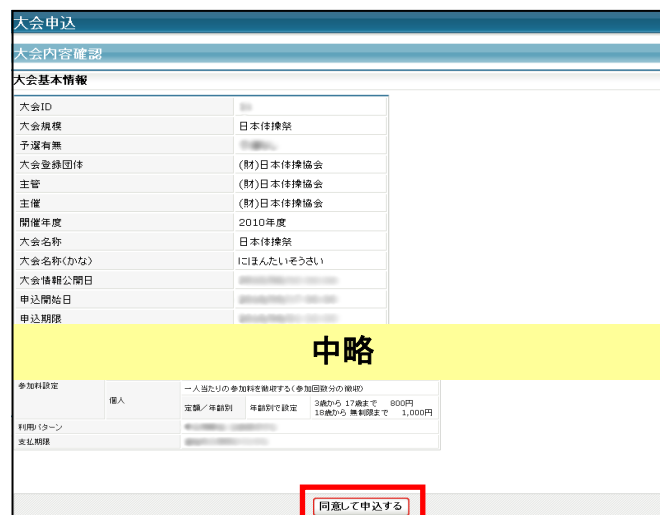 大会申込
大会内容確認
大会基本情報
大会ID
大会規模 日本体操祭
予選有無
大会登録団体 (財)日本体操協会
主管 (財)日本体操協会
主催 (財)日本体操協会
開催年度 2010年度
大会名称 日本体操祭
大会名称(かな) にほんたいそうさい
大会情報公開日
申込開始日
申込期限
中略
参加料設定 個人 一人当たりの参加料を徴収する(参加回数分の徴収)
定額/年齢別 年齢別で設定 3歳から 17歳まで 800円
18歳から 無制限まで 1,000円
利用パターン
支払期限
同意して申込する